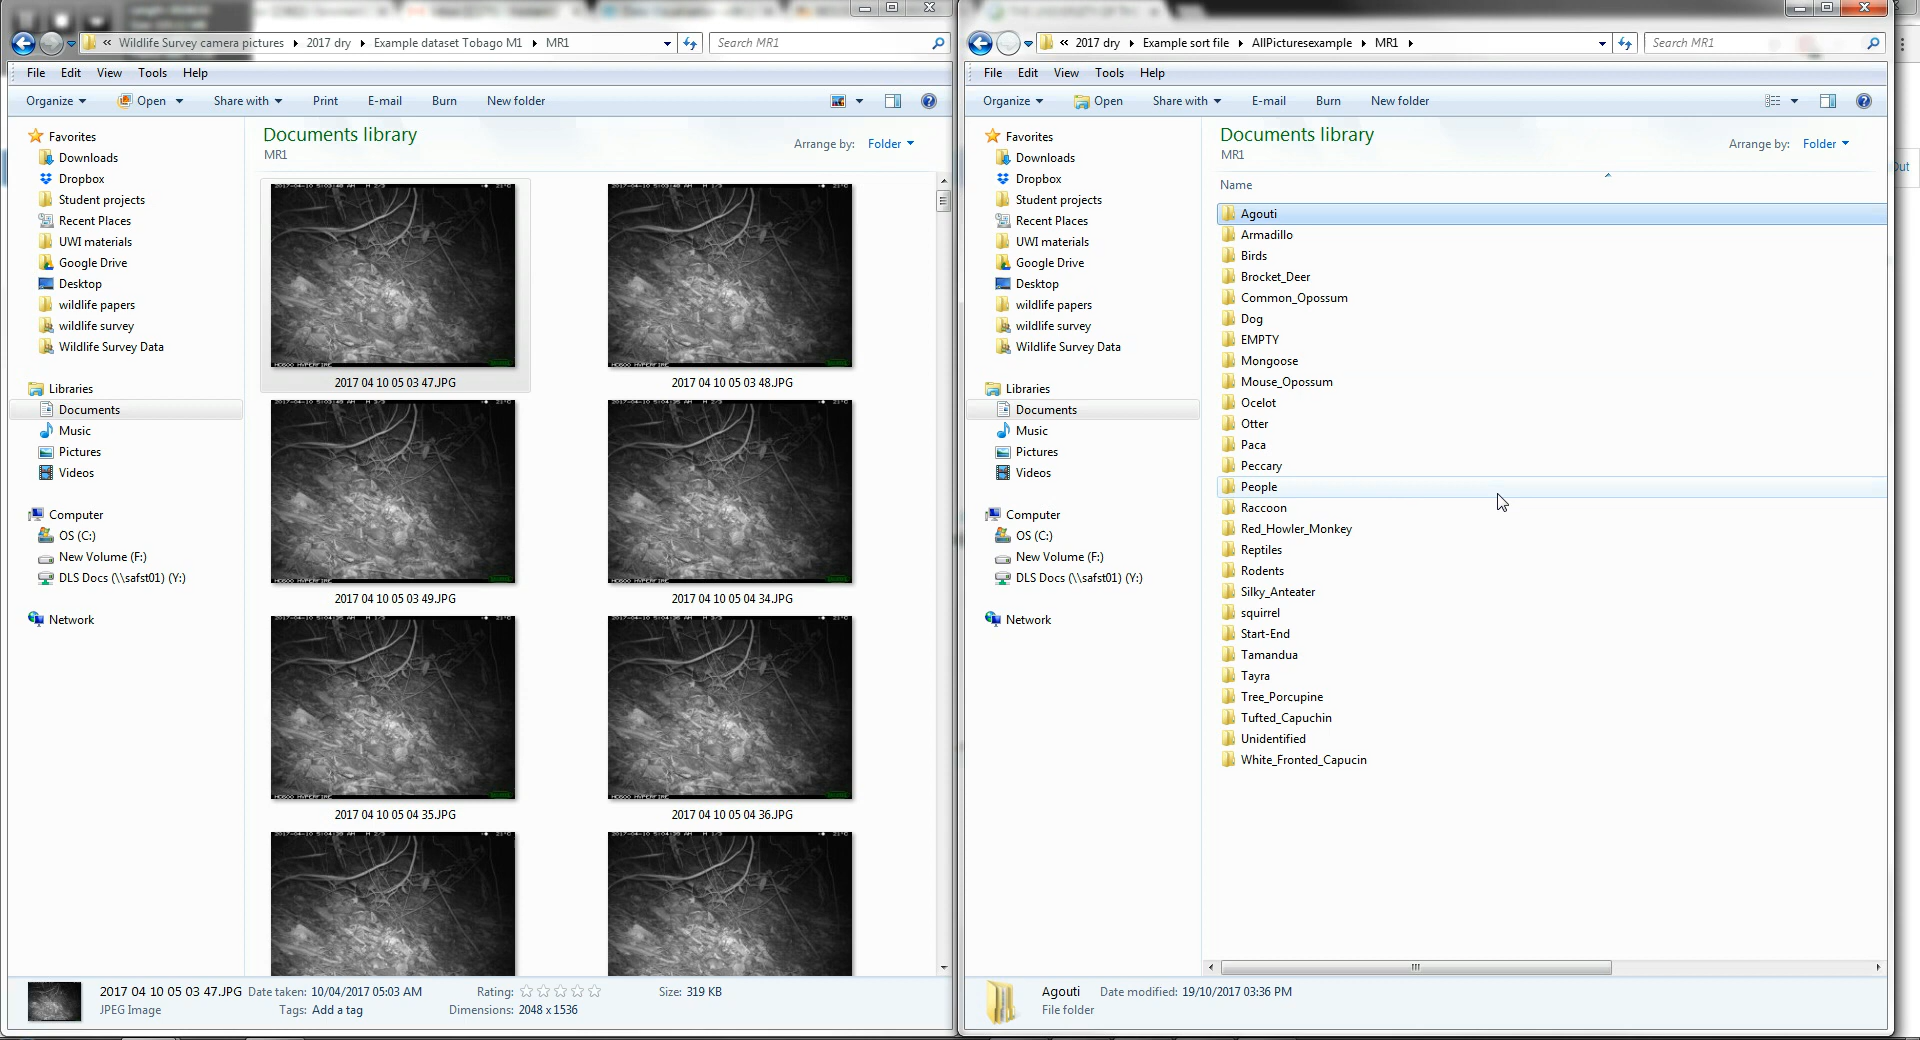 « Wildlife Survey camera pictures ▸ 2017 dry ▸ Example dataset Tobago M1 ▸ MR1
Search MR1
File Edit View Tools Help
Organize Open Share with Print E-mail Burn New folder
Favorites
Downloads
Dropbox
Student projects
Recent Places
UWI materials
Google Drive
Desktop
wildlife papers
wildlife survey
Wildlife Survey Data
Libraries
Documents
Music
Pictures
Videos
Computer
OS (C:)
New Volume (F:)
DLS Docs (\\safst01) (Y:)
Network
Documents library
MR1
Arrange by: Folder
2017 04 10 05 03 47.JPG
2017 04 10 05 03 48.JPG
2017 04 10 05 03 49.JPG
2017 04 10 05 04 34.JPG
2017 04 10 05 04 35.JPG
2017 04 10 05 04 36.JPG
2017 04 10 05 03 47.JPG Date taken: 10/04/2017 05:03 AM Rating: Size: 319 KB
JPEG Image Tags: Add a tag Dimensions: 2048 x 1536
« 2017 dry ▸ Example sort file ▸ AllPicturesexample ▸ MR1 ▸
Search MR1
File Edit View Tools Help
Organize Open Share with E-mail Burn New folder
Favorites
Downloads
Dropbox
Student projects
Recent Places
UWI materials
Google Drive
Desktop
wildlife papers
wildlife survey
Wildlife Survey Data
Libraries
Documents
Music
Pictures
Videos
Computer
OS (C:)
New Volume (F:)
DLS Docs (\\safst01) (Y:)
Network
Documents library
MR1
Arrange by: Folder
Name
Agouti
Armadillo
Birds
Brocket_Deer
Common_Opossum
Dog
EMPTY
Mongoose
Mouse_Opossum
Ocelot
Otter
Paca
Peccary
People
Raccoon
Red_Howler_Monkey
Reptiles
Rodents
Silky_Anteater
squirrel
Start-End
Tamandua
Tayra
Tree_Porcupine
Tufted_Capuchin
Unidentified
White_Fronted_Capucin
Agouti Date modified: 19/10/2017 03:36 PM
File folder